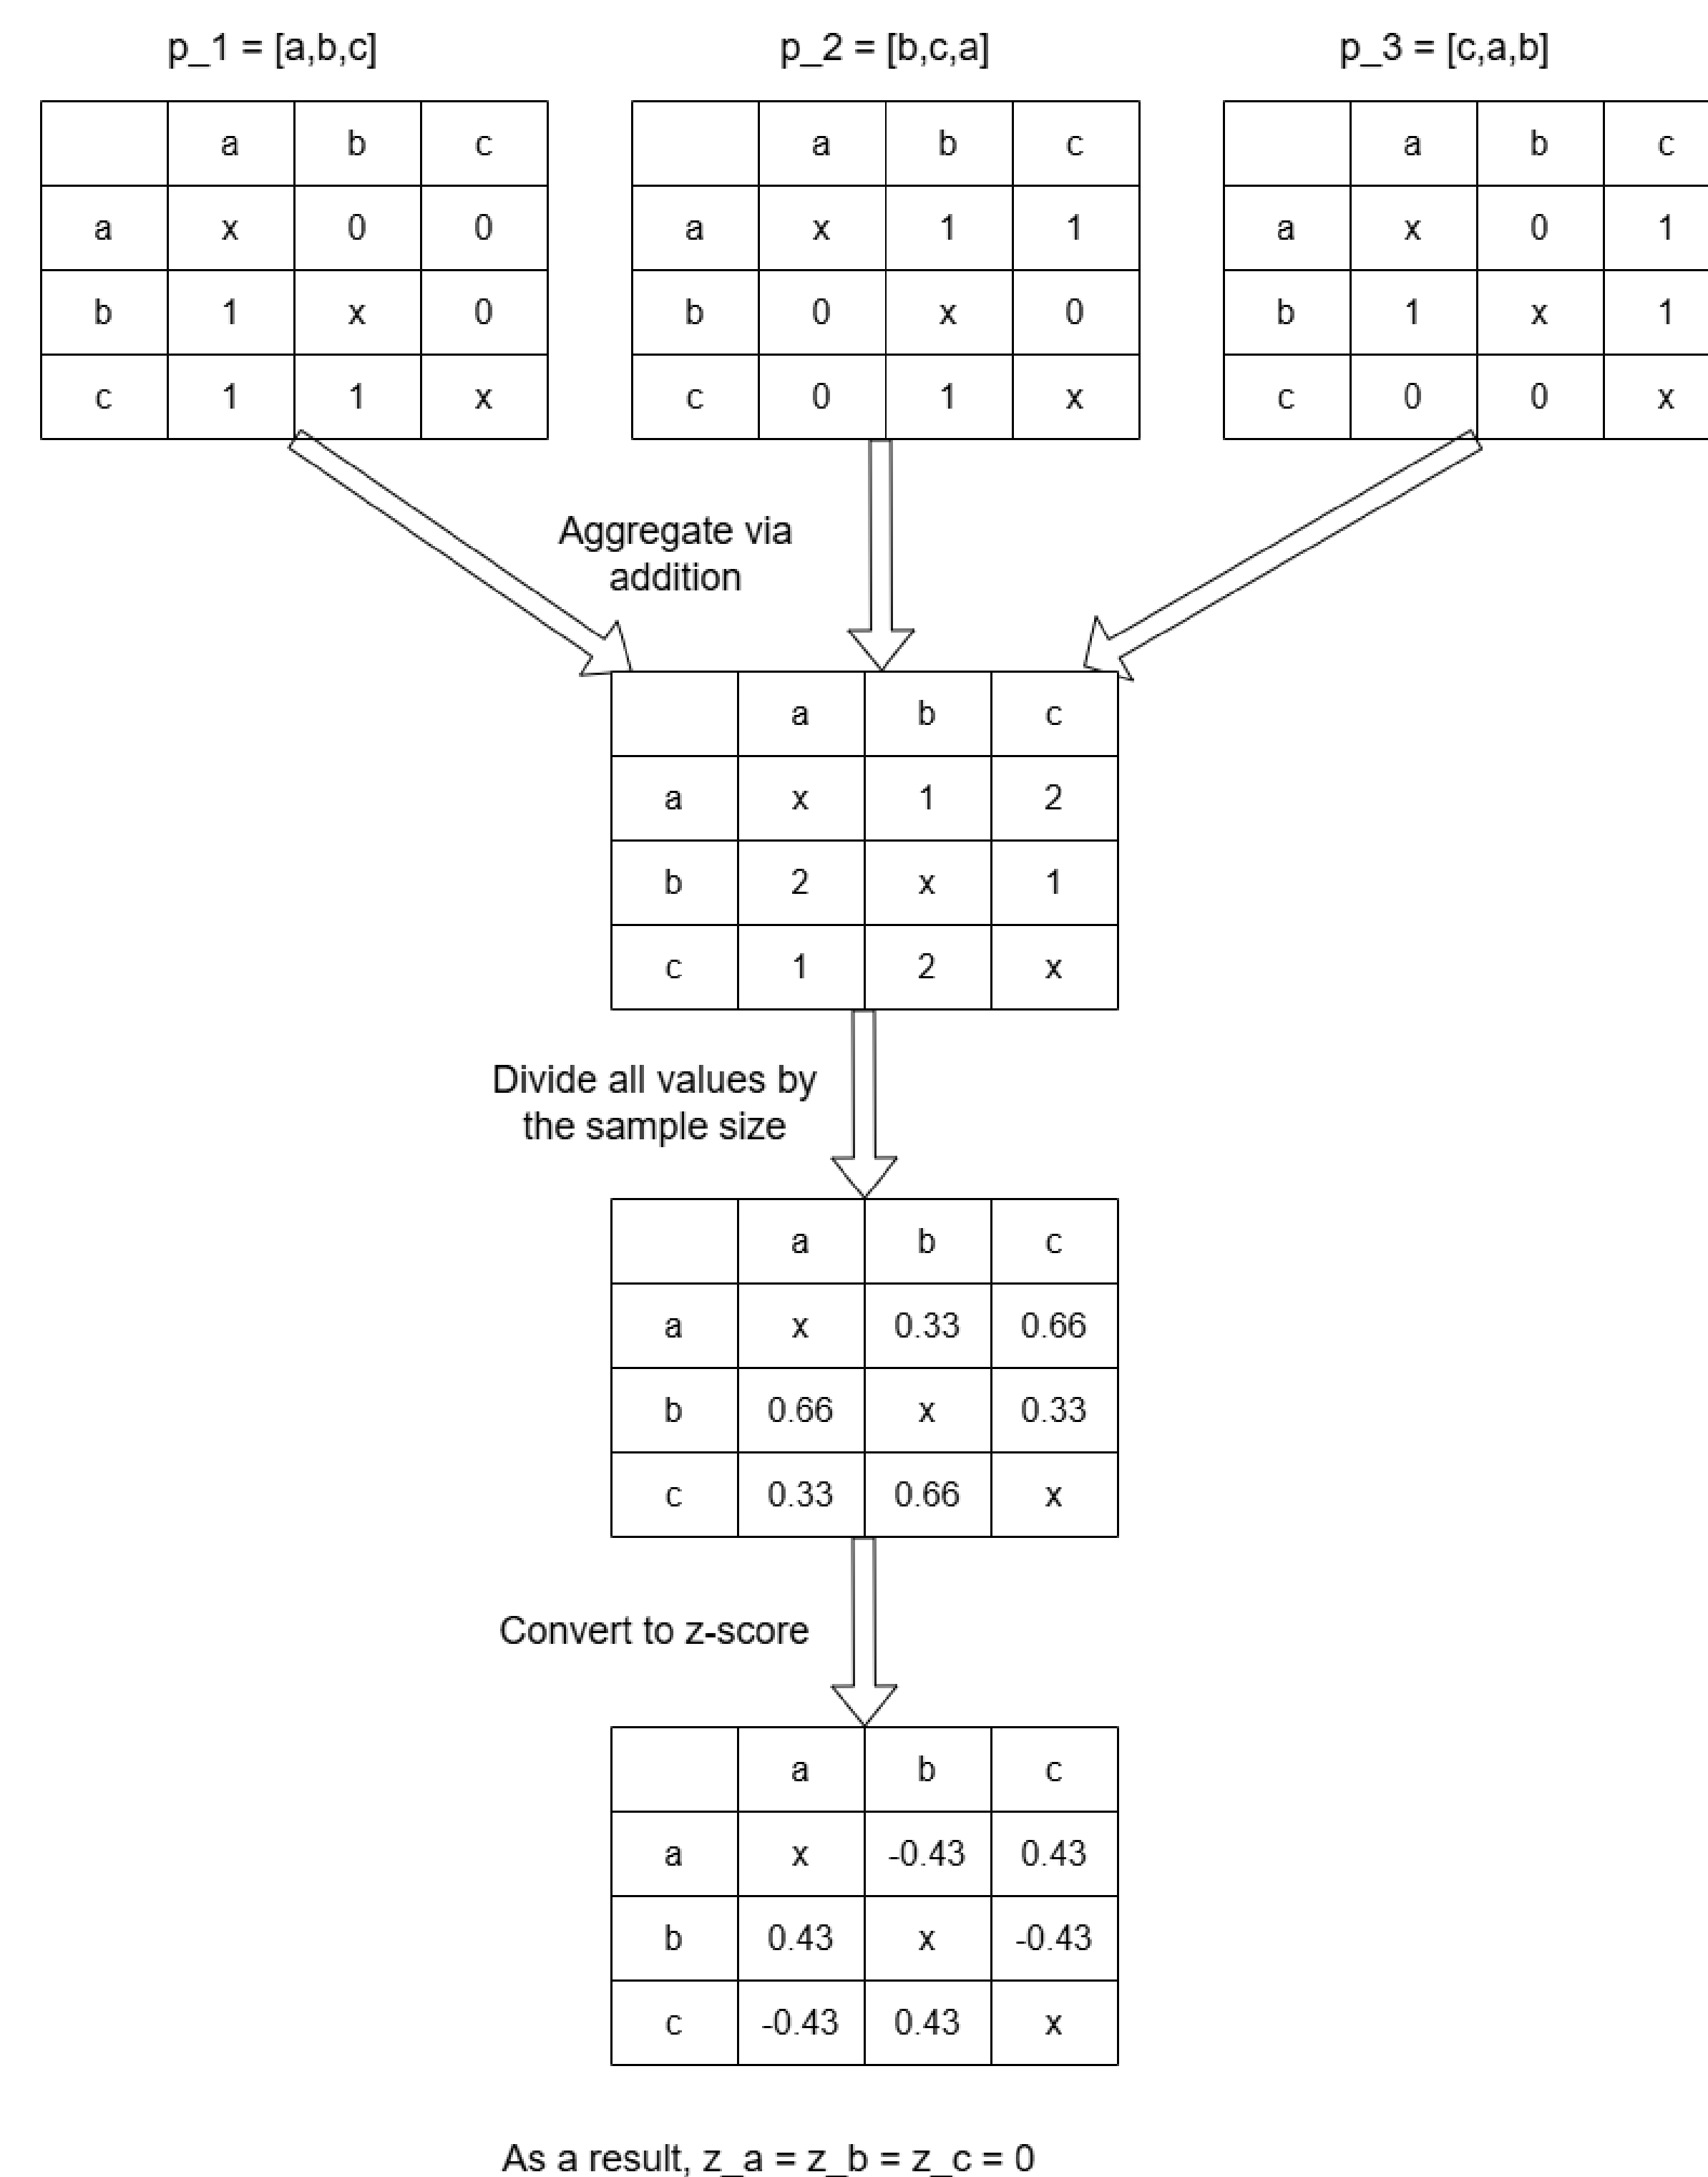 p_1 = [a,b,c] p_2 = [b,c,a] p_3 = [c,a,b]
a b c a b c a b c
a x 0 0 a x 1 1 a x 0 1
b 1 x 0 b 0 x 0 b 1 x 1
c 1 1 x c 0 1 x c 0 0 x
Aggregate via
addition
a b c
a x 1 2
b 2 x 1
c 1 2 x
Divide all values by
the sample size
a b c
a x 0.33 0.66
b 0.66 x 0.33
c 0.33 0.66 x
Convert to z-score
a b c
a x -0.43 0.43
b 0.43 x -0.43
c -0.43 0.43 x
As a result, z_a = z_b = z_c = 0